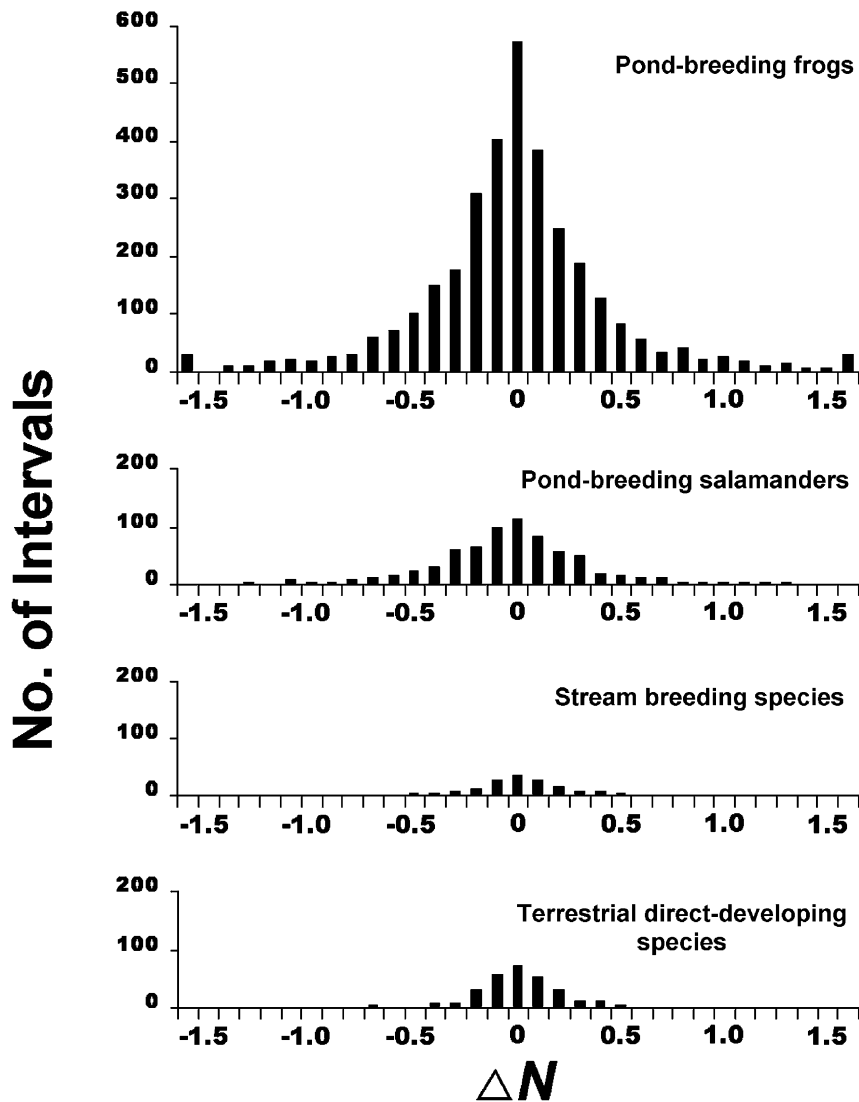 600
500
400
300
200
100
0
Pond-breeding frogs
-1.5 -1.0 -0.5 0 0.5 1.0 1.5
200
100
0
Pond-breeding salamanders
-1.5 -1.0 -0.5 0 0.5 1.0 1.5
200
100
0
Stream breeding species
-1.5 -1.0 -0.5 0 0.5 1.0 1.5
200
100
0
Terrestrial direct-developing
species
-1.5 -1.0 -0.5 0 0.5 1.0 1.5
No. of Intervals
△N